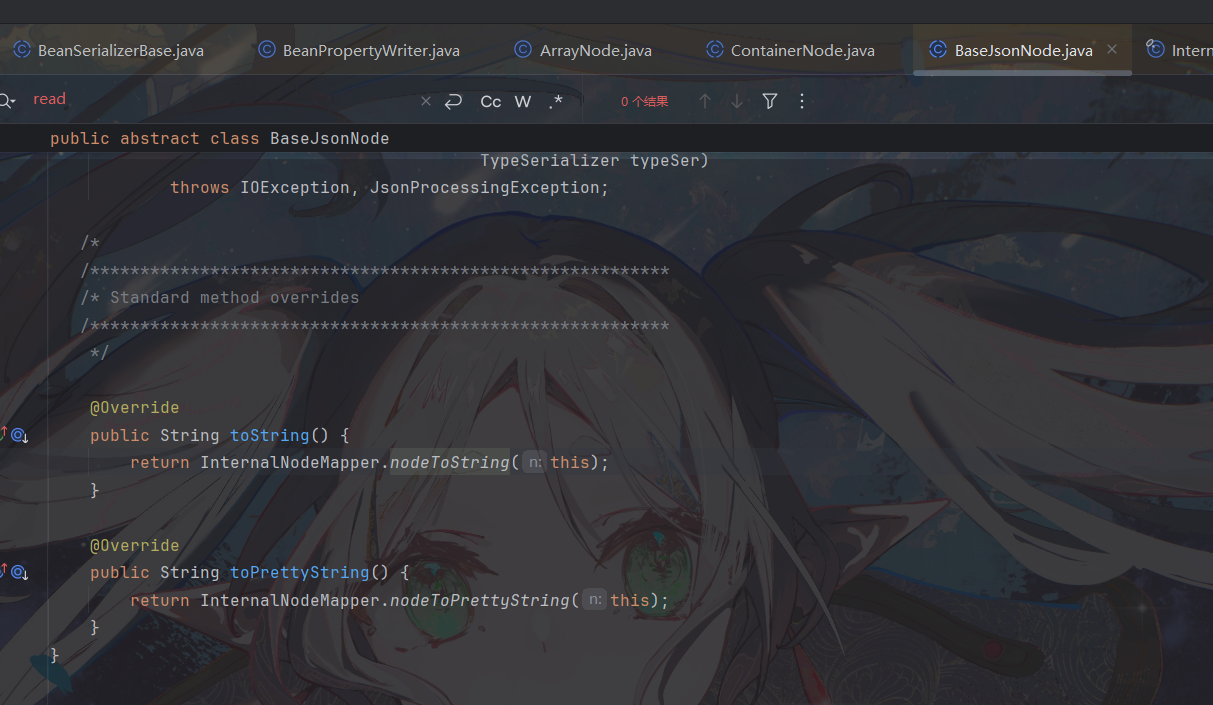 BeanSerializerBase.java BeanPropertyWriter.java ArrayNode.java ContainerNode.java BaseJsonNode.java Intern
read Cc W .* 0 个结果
public abstract class BaseJsonNode
TypeSerializer typeSer)
throws IOException, JsonProcessingException;
/*
/**********************************************************
/* Standard method overrides
/**********************************************************
*/
@Override
public String toString() {
return InternalNodeMapper.nodeToString( n: this);
}
@Override
public String toPrettyString() {
return InternalNodeMapper.nodeToPrettyString( n: this);
}
}